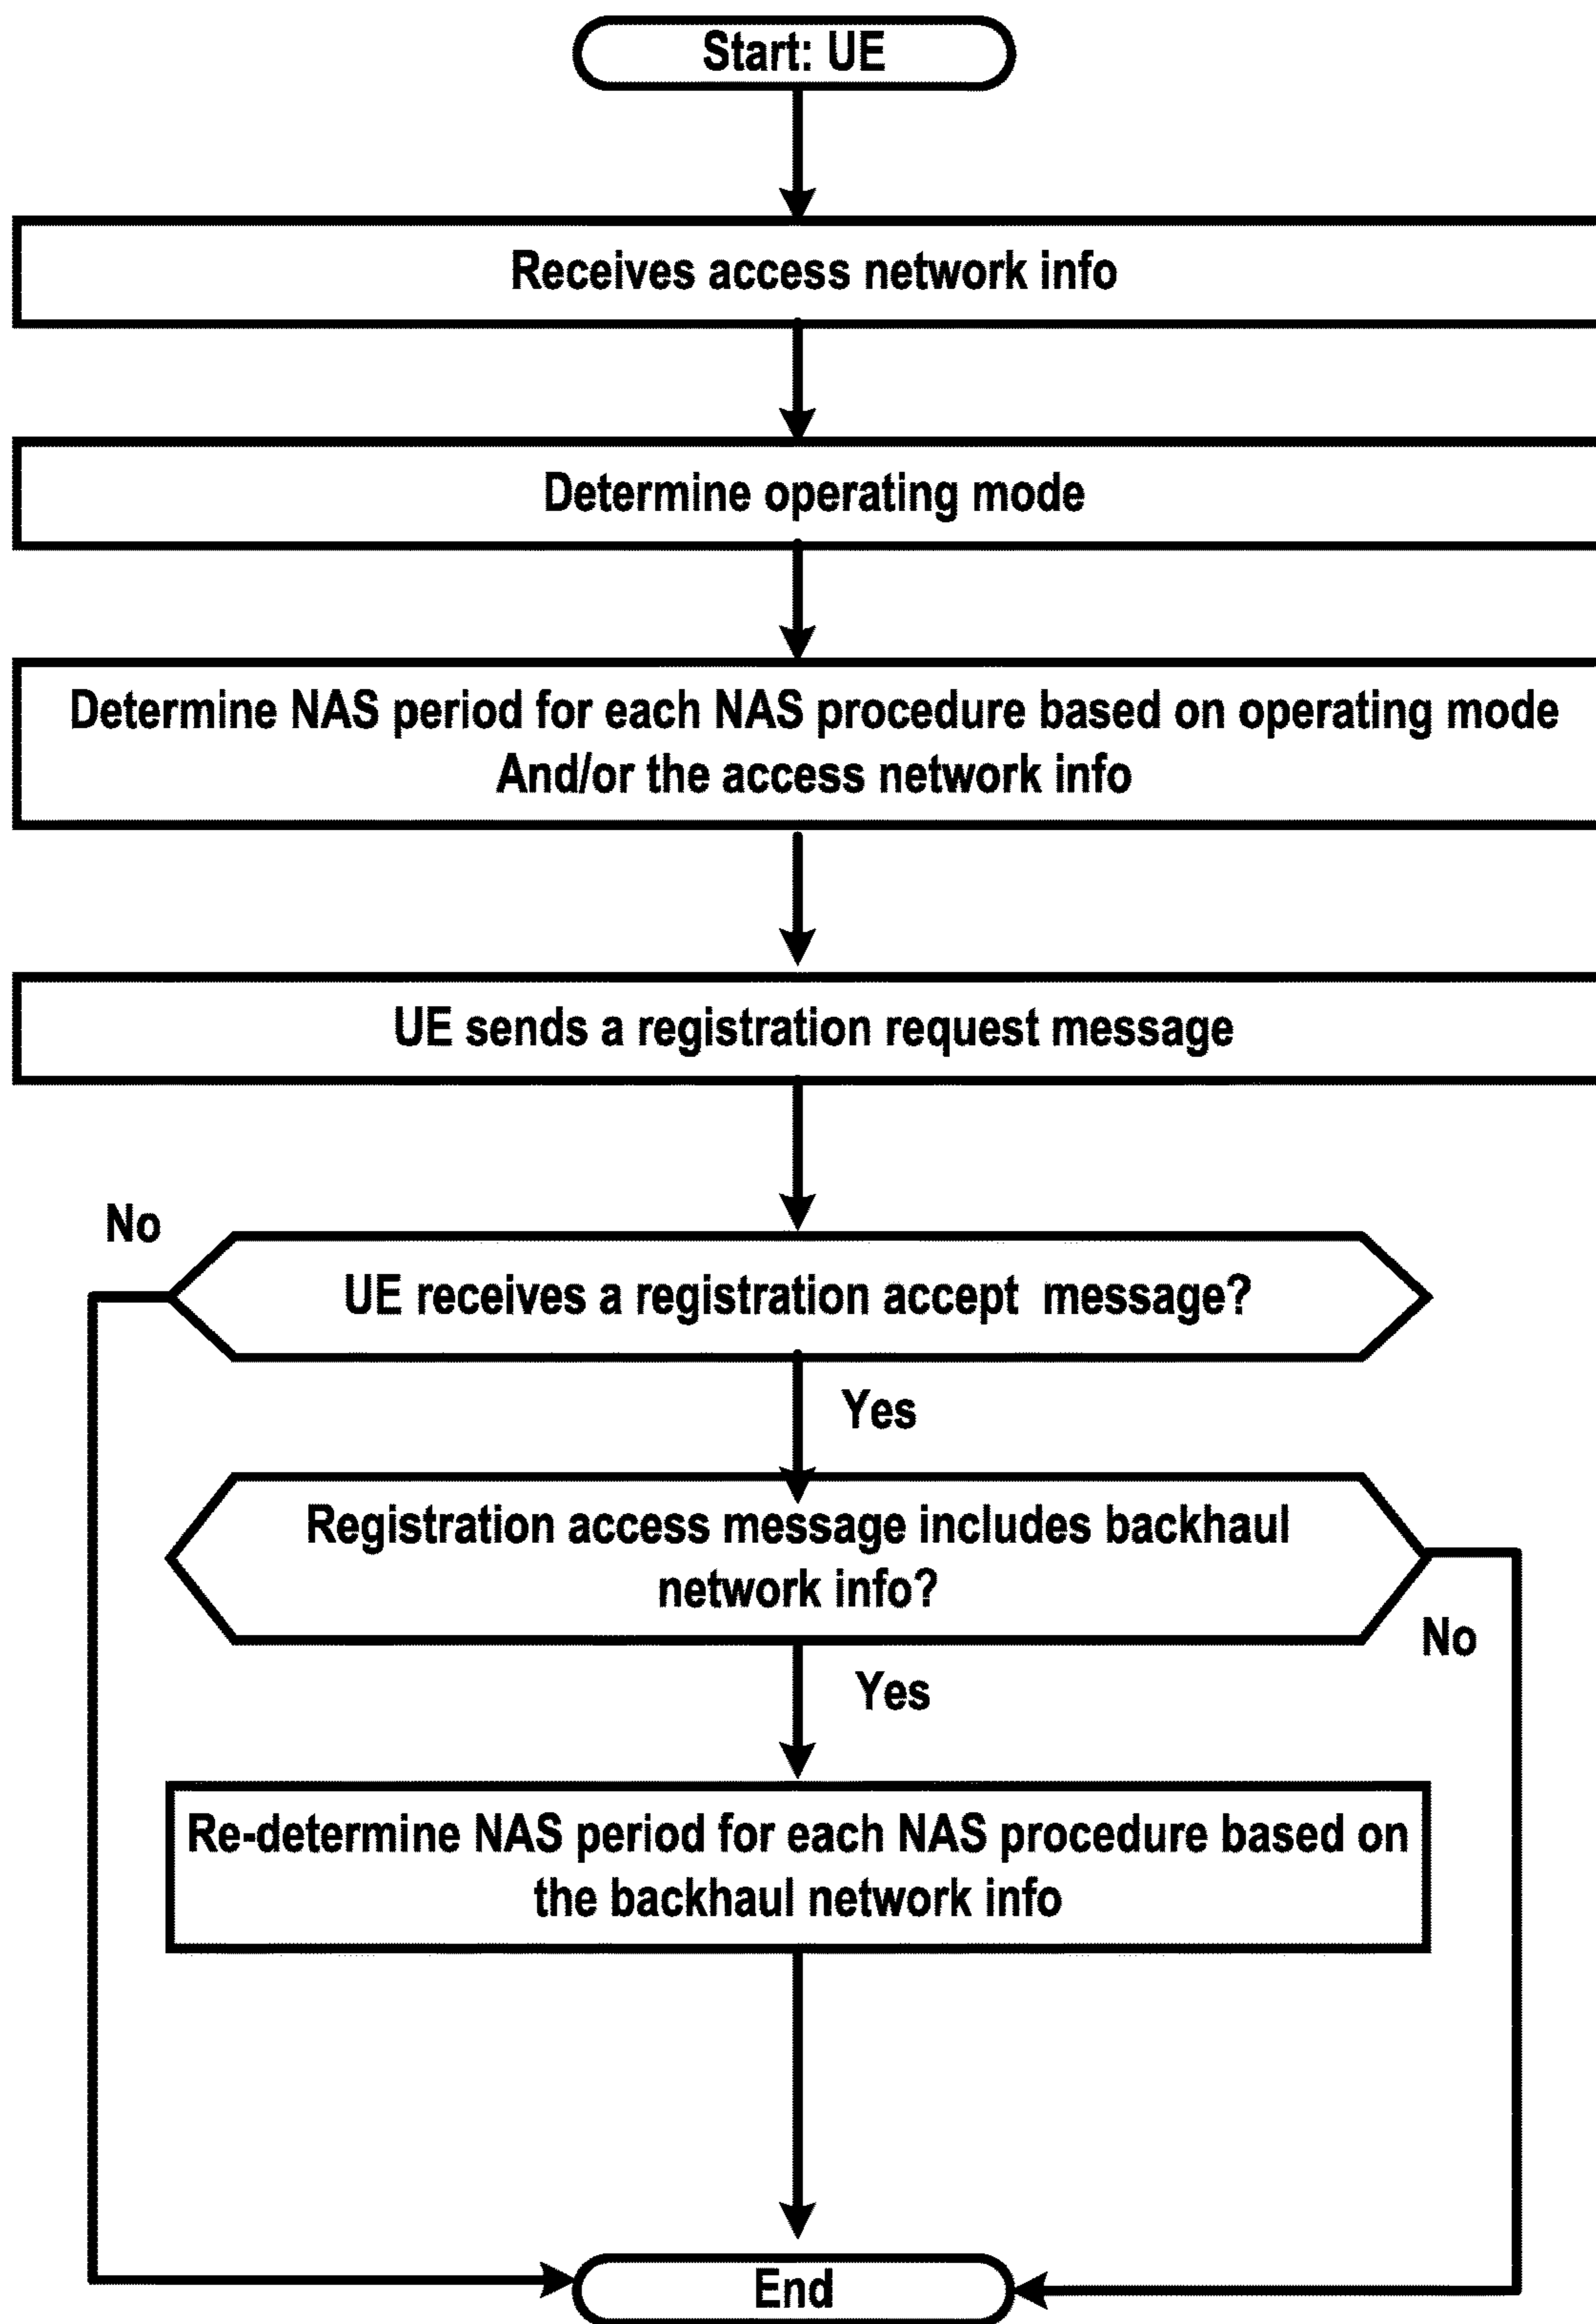 Start: UE
Receives access network info
Determine operating mode
Determine NAS period for each NAS procedure based on operating mode
And/or the access network info
UE sends a registration request message
No
UE receives a registration accept message?
Yes
Registration access message includes backhaul
network info?
No
Yes
Re-determine NAS period for each NAS procedure based on
the backhaul network info
End